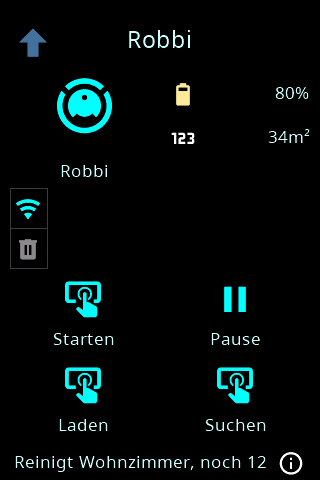 Robbi
80%
123
34m²
Robbi
Starten
Pause
Laden
Suchen
Reinigt Wohnzimmer, noch 12